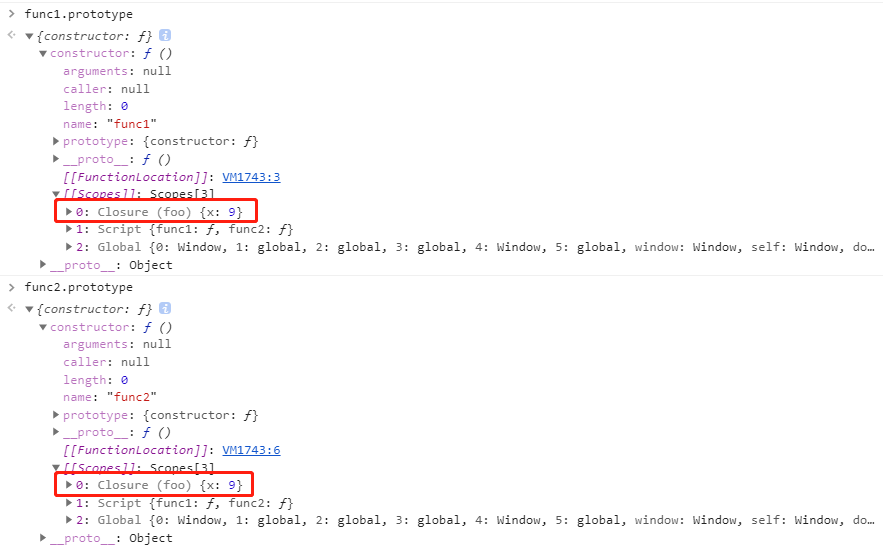 > func1.prototype
{constructor: ƒ} i
constructor: ƒ ()
arguments: null
caller: null
length: 0
name: "func1"
prototype: {constructor: ƒ}
__proto__: ƒ ()
[[FunctionLocation]]: VM1743:3
[[Scopes]]: Scopes[3]
0: Closure (foo) {x: 9}
1: Script {func1: ƒ, func2: ƒ}
2: Global {0: Window, 1: global, 2: global, 3: global, 4: Window, 5: global, window: Window, self: Window, do…
__proto__: Object
> func2.prototype
{constructor: ƒ} i
constructor: ƒ ()
arguments: null
caller: null
length: 0
name: "func2"
prototype: {constructor: ƒ}
__proto__: ƒ ()
[[FunctionLocation]]: VM1743:6
[[Scopes]]: Scopes[3]
0: Closure (foo) {x: 9}
1: Script {func1: ƒ, func2: ƒ}
2: Global {0: Window, 1: global, 2: global, 3: global, 4: Window, 5: global, window: Window, self: Window, do…
__proto__: Object